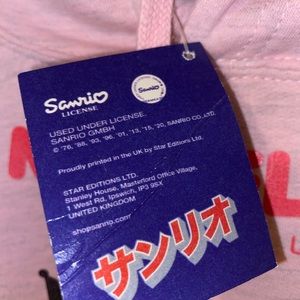 Sanrio
LICENSE
USED UNDER LICENSE.
SANRIO GMBH
© '76, '88, '93, '96, '01, '13, '15, '20, SANRIO CO., LTD.
Proudly printed in the UK by Star Editions Ltd.
STAR EDITIONS LTD.
Stanley House, Masterford Office Village,
1 West Rd, Ipswich, IP3 9SX
UNITED KINGDOM
shopsanrio.com
サンリオ